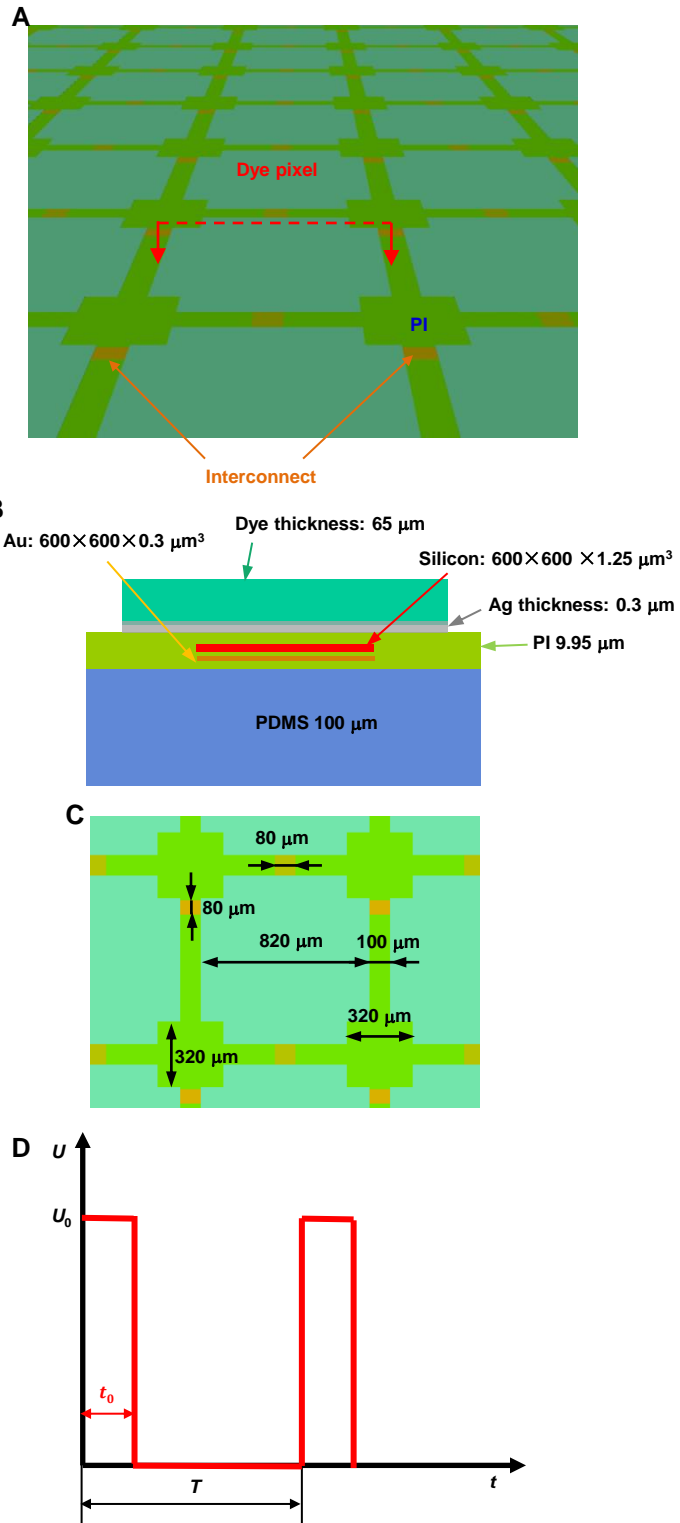 A
Dye pixel
PI
Interconnect
B
Dye thickness: 65 μm
Au: 600×600×0.3 μm³
Silicon: 600×600 ×1.25 μm³
Ag thickness: 0.3 μm
PI 9.95 μm
PDMS 100 μm
C
80 μm
80 μm
820 μm
100 μm
320 μm
320 μm
D
U
U₀
t₀
T
t